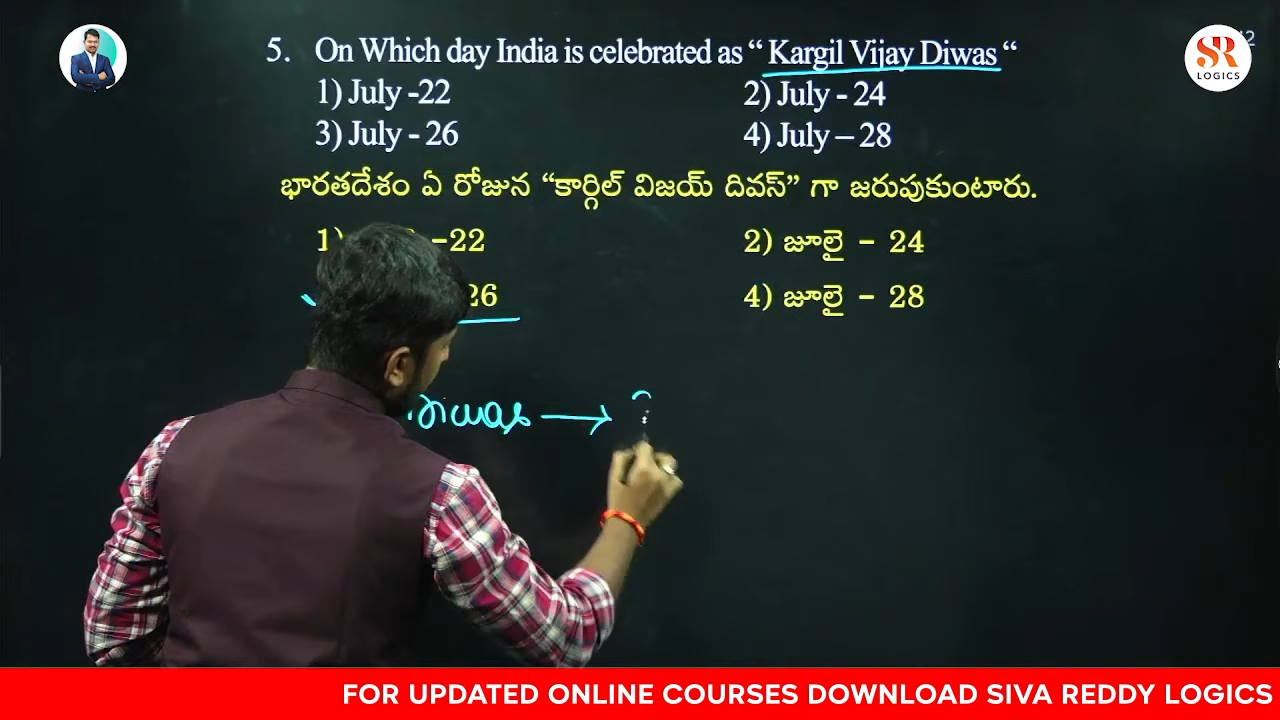 5. On Which day India is celebrated as “ Kargil Vijay Diwas “
1) July -22
2) July - 24
3) July - 26
4) July – 28
భారతదేశం ఏ రోజున “కార్గిల్ విజయ్ దివస్” గా జరుపుకుంటారు.
1) -22
2) జూలై - 24
26
4) జూలై - 28
Diwas →
SR
LOGICS
FOR UPDATED ONLINE COURSES DOWNLOAD SIVA REDDY LOGICS